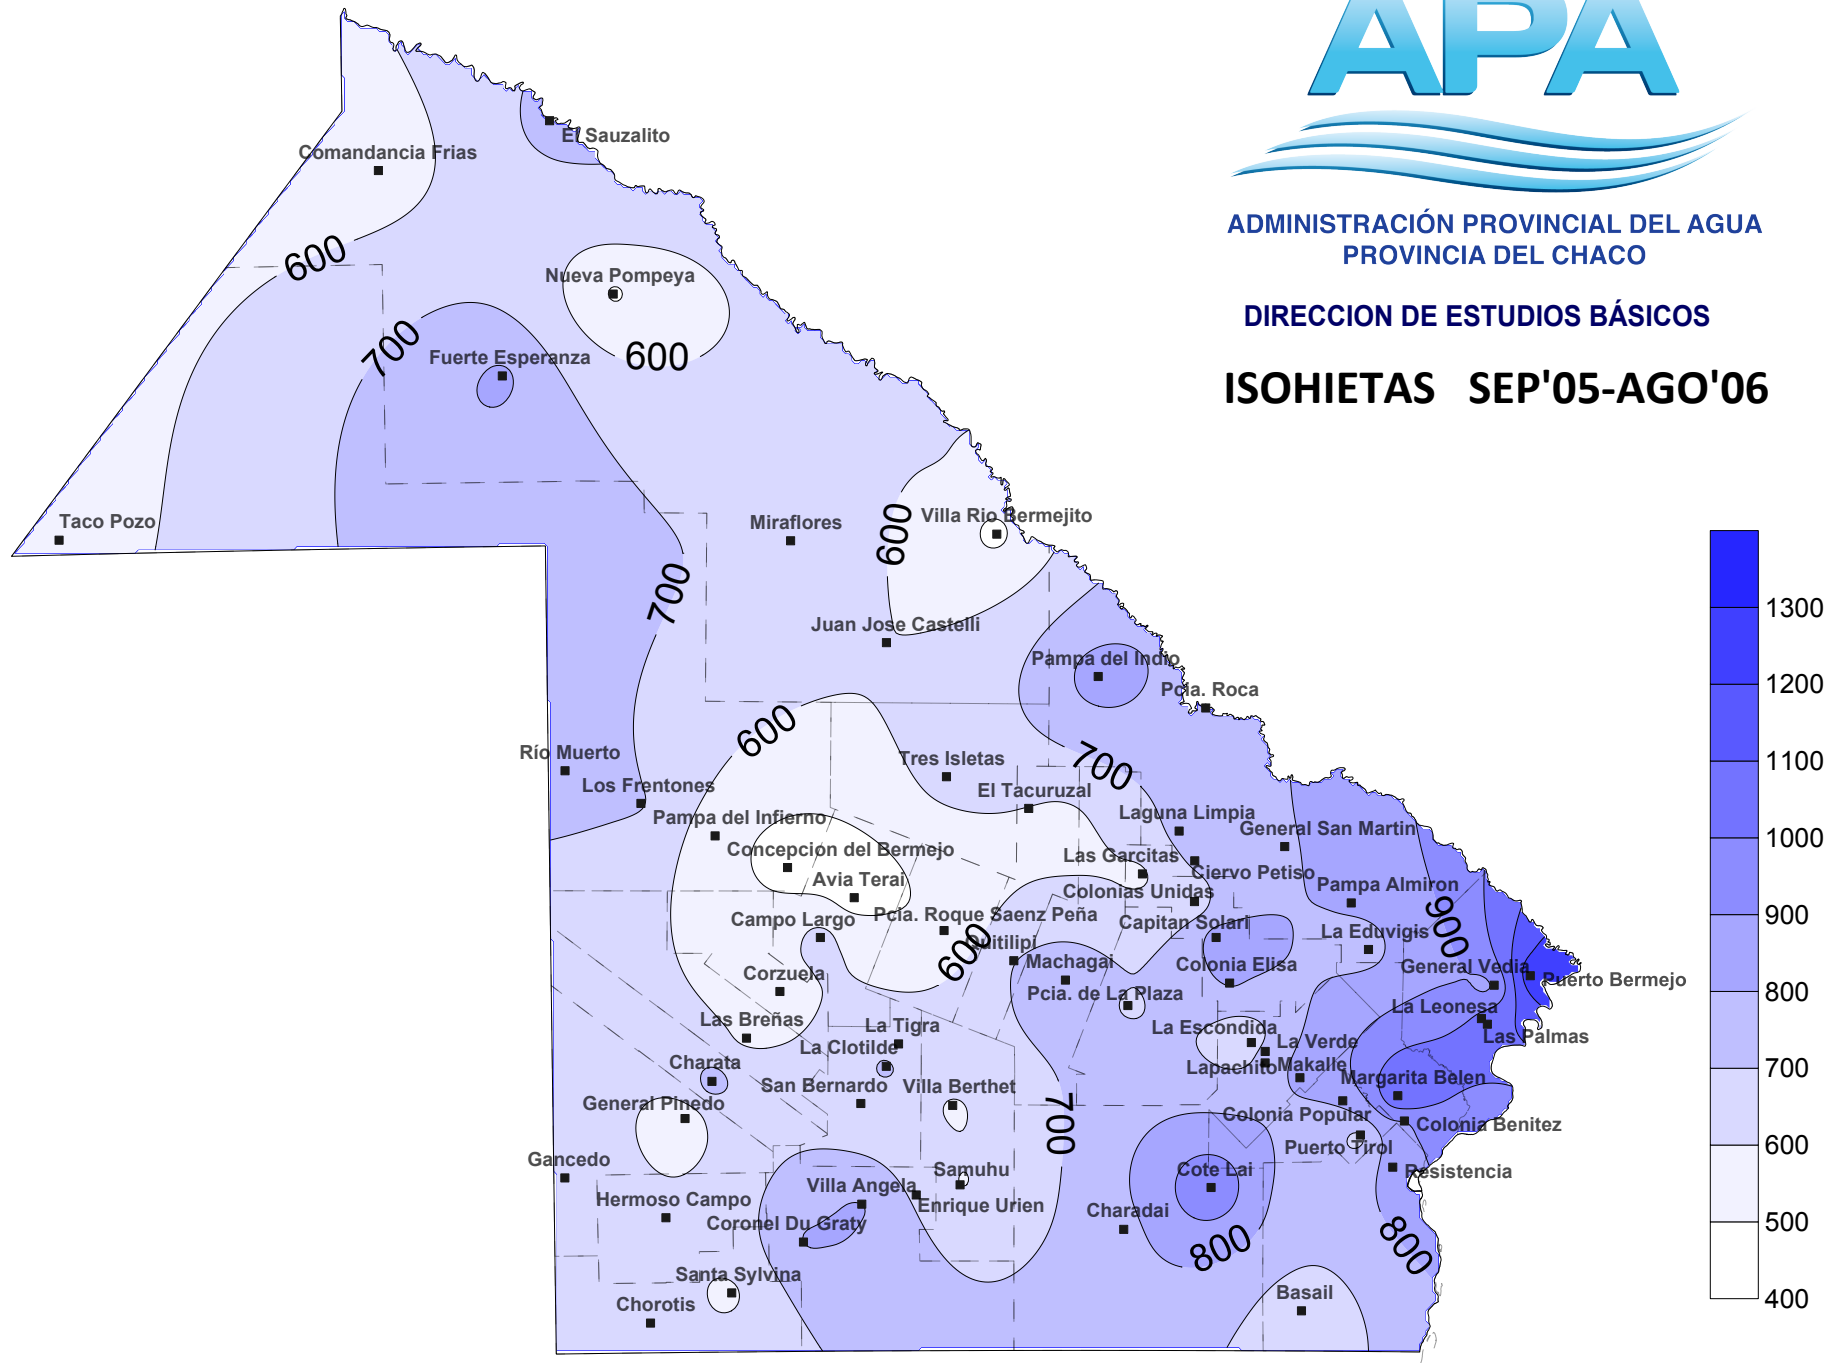 APA
ADMINISTRACIÓN PROVINCIAL DEL AGUA
PROVINCIA DEL CHACO
DIRECCION DE ESTUDIOS BÁSICOS
ISOHIETAS SEP'05-AGO'06
El Sauzalito
Comandancia Frias
600
Nueva Pompeya
700
Fuerte Esperanza
600
Taco Pozo
Miraflores
600
Villa Rio Bermejito
700
Juan Jose Castelli
Pampa del Indio
Pcia. Roca
600
Río Muerto
Los Frentones
Tres Isletas
700
El Tacuruzal
Pampa del Infierno
Laguna Limpia
General San Martin
Concepcion del Bermejo
Las Garcitas
Ciervo Petiso
Avia Terai
Colonias Unidas
Pampa Almiron
Campo Largo
Pcia. Roque Saenz Peña
Capitan Solari
900
La Eduvigis
600
Quitilipi
Machagai
Colonia Elisa
General Vedia
Puerto Bermejo
Corzuela
Pcia. de La Plaza
La Leonesa
Las Breñas
La Tigra
La Escondida
La Verde
Las Palmas
La Clotilde
Charata
Lapachito
Makalle
Margarita Belen
San Bernardo
Villa Berthet
General Pinedo
700
Colonia Popular
Colonia Benitez
Puerto Tirol
Gancedo
Samuhu
Cote Lai
Resistencia
Hermoso Campo
Villa Angela
Enrique Urien
Charadai
Coronel Du Graty
800
800
Santa Sylvina
Chorotis
Basail
1300
1200
1100
1000
900
800
700
600
500
400